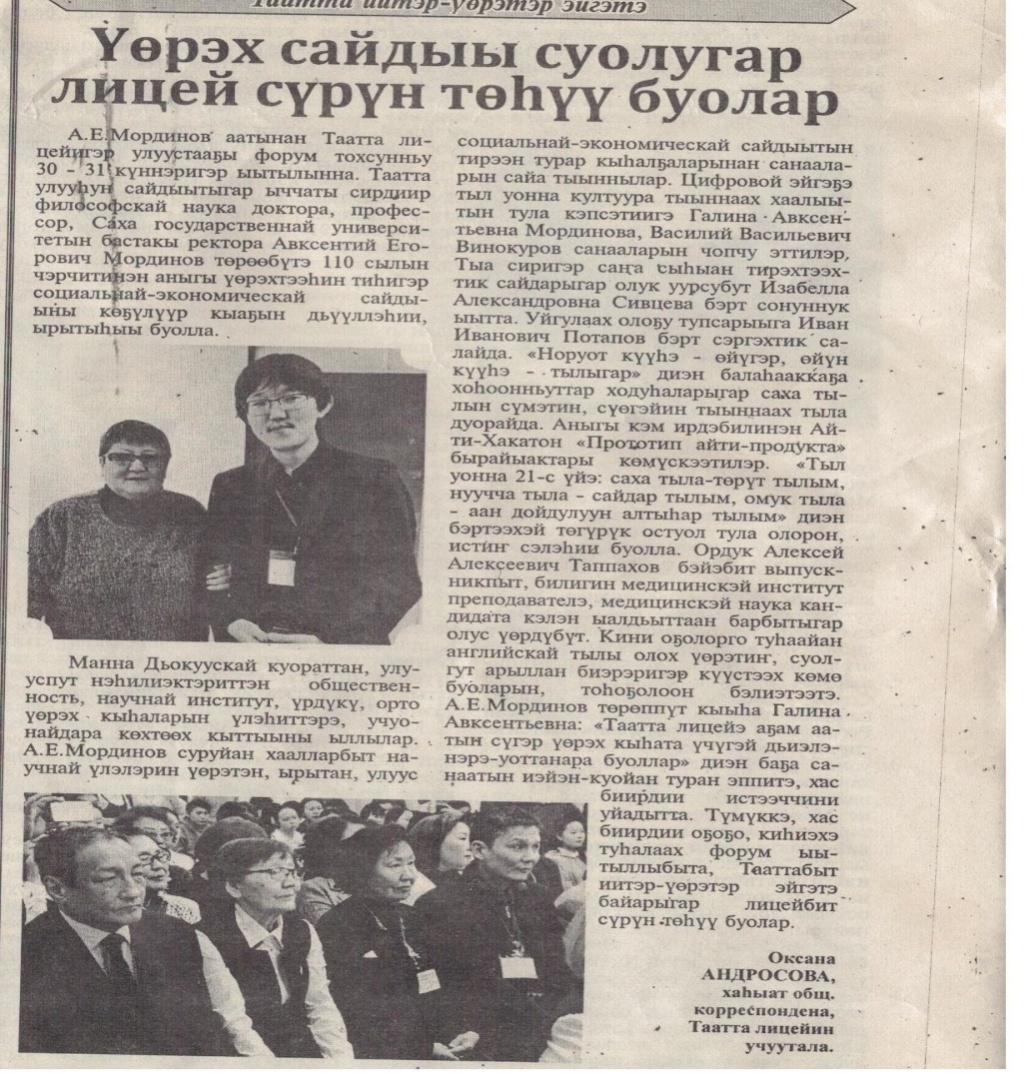 Таатта иитэр-үөрэтэр эйгэтэ
Үөрэх сайдыы суолугар
лицей сүрүн төһүү буолар
А.Е.Мординов аатынан Таатта ли-
цейигэр улуустааҕы форум тохсунньу
30 - 31 күннэригэр ыытылынна. Таатта
улууһун сайдыытыгар ыччаты сирдиир
философскай наука доктора, профес-
сор, Саха государственнай универси-
тетын бастакы ректора Авксентий Его-
рович Мординов төрөөбүтэ 110 сылын
чэрчитинэн аныгы үөрэхтээһин тиһигэр
социальнай-экономическай сайды-
ыны көҕүлүүр кыаҕын дьүүллэһии,
ырытыһыы буолла.
Манна Дьокуускай куораттан, улу-
успут нэһилиэктэриттэн обществен-
ность, научнай институт, үрдүкү, орто
үөрэх кыһаларын үлэһиттэрэ, учуо-
найдара көхтөөх кыттыыны ыллылар.
А.Е.Мординов суруйан хаалларбыт на-
учнай үлэлэрин үөрэтэн, ырытан, улуус
социальнай-экономическай сайдыытын
тирээн турар кыһалҕаларынан санаала-
рын сайа тыыннылар. Цифровой эйгэҕэ
тыл уонна култуура тыыннаах хаалыы-
тын тула кэпсэтиигэ Галина Авксен-
тьевна Мординова, Василий Васильевич
Винокуров санааларын чопчу эттилэр.
Тыа сиригэр саҥа сыһыан тирэхтээх-
тик сайдарыгар олук уурсубут Изабелла
Александровна Сивцева бэрт сонуннук
ыытта. Уйгулаах олоҕу тупсарыыга Иван
Иванович Потапов бэрт сэргэхтик са-
лайда. «Норуот күүһэ - өйүгэр, өйүн
күүһэ - тылыгар» диэн балаһааккаҕа
хоһоонньуттар ходуһаларыгар саха ты-
лын сүмэтин, сүөгэйин тыыннаах тыла
дуорайда. Аныгы кэм ирдэбилинэн Ай-
ти-Хакатон «Прототип айти-продукта»
бырайыактары көмүскээтилэр. «Тыл
уонна 21-с үйэ: саха тыла-төрүт тылым,
нуучча тыла - сайдар тылым, омук тыла
- аан дойдулуун алтыһар тылым» диэн
бэртээхэй төгүрүк остуол тула олорон,
истиҥ сэлэһии буолла. Ордук Алексей
Алексеевич Таппахов бэйэбит выпуск-
никпыт, билигин медицинскэй институт
преподавателэ, медицинскэй наука кан-
дидата кэлэн ыалдьыттаан барбытыгар
олус үөрдүбүт. Кини оҕолорго туһаайан
английскай тылы олох үөрэтиҥ, суол-
гут арыллан биэрэригэр күүстээх көмө
буоларын, тоһоҕолоон бэлиэтээтэ.
А.Е.Мординов төрөппүт кыыһа Галина
Авксентьевна: «Таатта лицейэ аҕам аа-
тын сүгэр үөрэх кыһата үчүгэй дьиэлэ-
нэрэ-уоттанара буоллар» диэн баҕа са-
наатын иэйэн-куойан туран эппитэ, хас
биирдии истээччини
уйадытта. Түмүккэ, хас
биирдии оҕоҕо, киһиэхэ
туһалаах форум ыы-
тыллыбыта, Тааттабыт
иитэр-үөрэтэр эйгэтэ
байарыгар лицейбит
сүрүн төһүү буолар.
Оксана
АНДРОСОВА,
хаһыат общ.
корреспондена,
Таатта лицейин
учуутала.